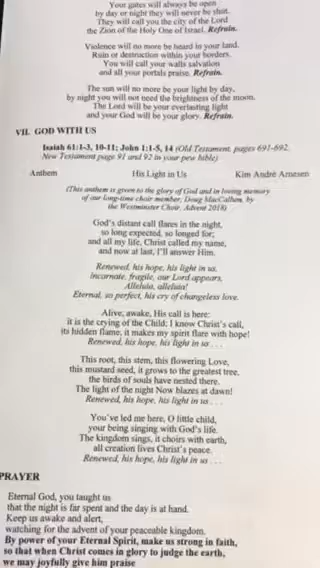 Your gates will always be open
by day or night they will never be shut.
They will call you the city of the Lord
the Zion of the Holy One of Israel. Refrain.
Violence will no more be heard in your land.
Ruin or destruction within your borders.
You will call your walls salvation
and all your portals praise. Refrain.
The sun will no more be your light by day,
by night you will not need the brightness of the moon.
The Lord will be your everlasting light
and your God will be your glory. Refrain.
VII. GOD WITH US
Isaiah 61:1-3, 10-11; John 1:1-5, 14 (Old Testament, pages 691-692,
New Testament page 91 and 92 in your pew bible)
Anthem His Light in Us Kim André Arnesen
(This anthem is given to the glory of God and in loving memory
of our long-time choir member, Doug MacCallum, by
the Westminster Choir, Advent 2018)
God's distant call flares in the night,
so long expected, so longed for;
and all my life, Christ called my name,
and now at last, I'll answer Him.
Renewed, his hope, his light in us,
incarnate, fragile, our Lord appears,
Alleluia, alleluia!
Eternal, so perfect, his cry of changeless love.
Alive, awake, His call is here:
it is the crying of the Child; I know Christ's call,
its hidden flame, it makes my spirit flare with hope!
Renewed, his hope, his light in us . . .
This root, this stem, this flowering Love,
this mustard seed, it grows to the greatest tree,
the birds of souls have nested there.
The light of the night Now blazes at dawn!
Renewed, his hope, his light in us . . .
You've led me here, O little child,
your being singing with God's life.
The kingdom sings, it choirs with earth,
all creation lives Christ's peace.
Renewed, his hope, his light in us . . .
PRAYER
Eternal God, you taught us
that the night is far spent and the day is at hand.
Keep us awake and alert,
watching for the advent of your peaceable kingdom.
By power of your Eternal Spirit, make us strong in faith,
so that when Christ comes in glory to judge the earth,
we may joyfully give him praise